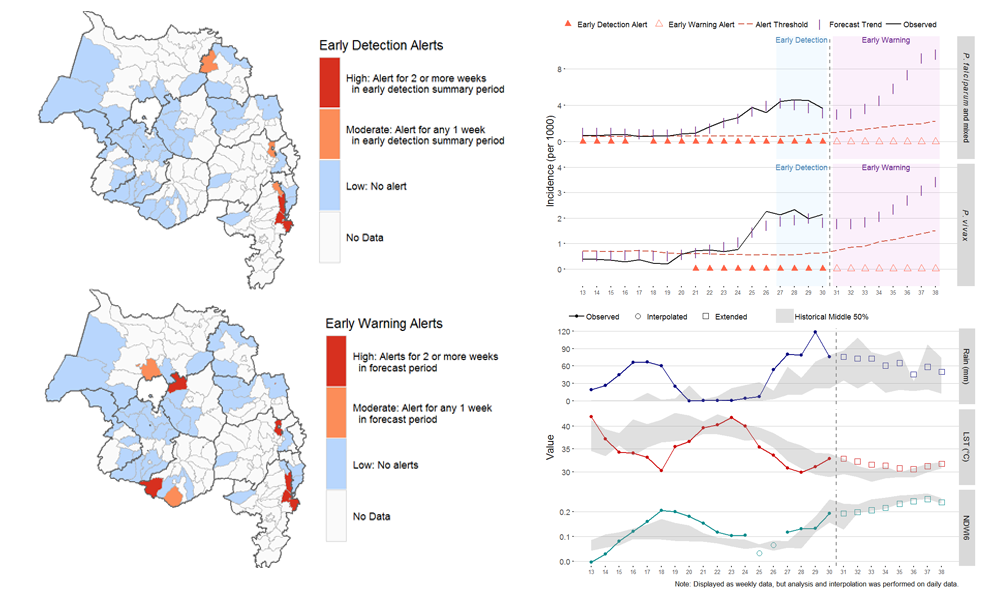 Early Detection Alerts
High: Alert for 2 or more weeks
in early detection summary period
Moderate: Alert for any 1 week
in early detection summary period
Low: No alert
No Data
Early Warning Alerts
High: Alerts for 2 or more weeks
in forecast period
Moderate: Alert for any 1 week
in forecast period
Low: No alerts
No Data
Early Detection Alert Early Warning Alert Alert Threshold Forecast Trend Observed
Early Detection Early Warning
8
4
0
P. falciparum and mixed
Incidence (per 1000)
Early Detection Early Warning
4
3
2
1
0
P. vivax
13 14 15 16 17 18 19 20 21 22 23 24 25 26 27 28 29 30 31 32 33 34 35 36 37 38
Observed Interpolated Extended Historical Middle 50%
120
90
60
30
0
Rain (mm)
Value
40
35
30
LST (°C)
0.2
0.1
0.0
NDWI6
13 14 15 16 17 18 19 20 21 22 23 24 25 26 27 28 29 30 31 32 33 34 35 36 37 38
Note: Displayed as weekly data, but analysis and interpolation was performed on daily data.